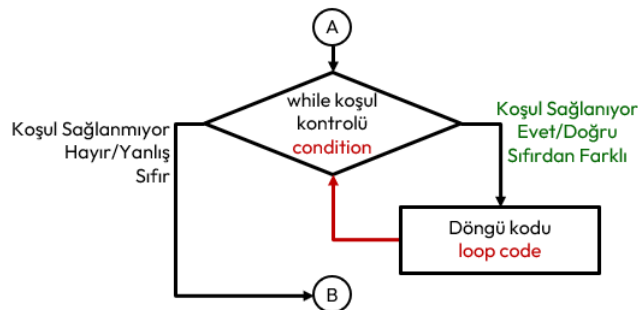 A
while koşul
kontrolü
condition
Koşul Sağlanmıyor
Hayır/Yanlış
Sıfır
Koşul Sağlanıyor
Evet/Doğru
Sıfırdan Farklı
Döngü kodu
loop code
B